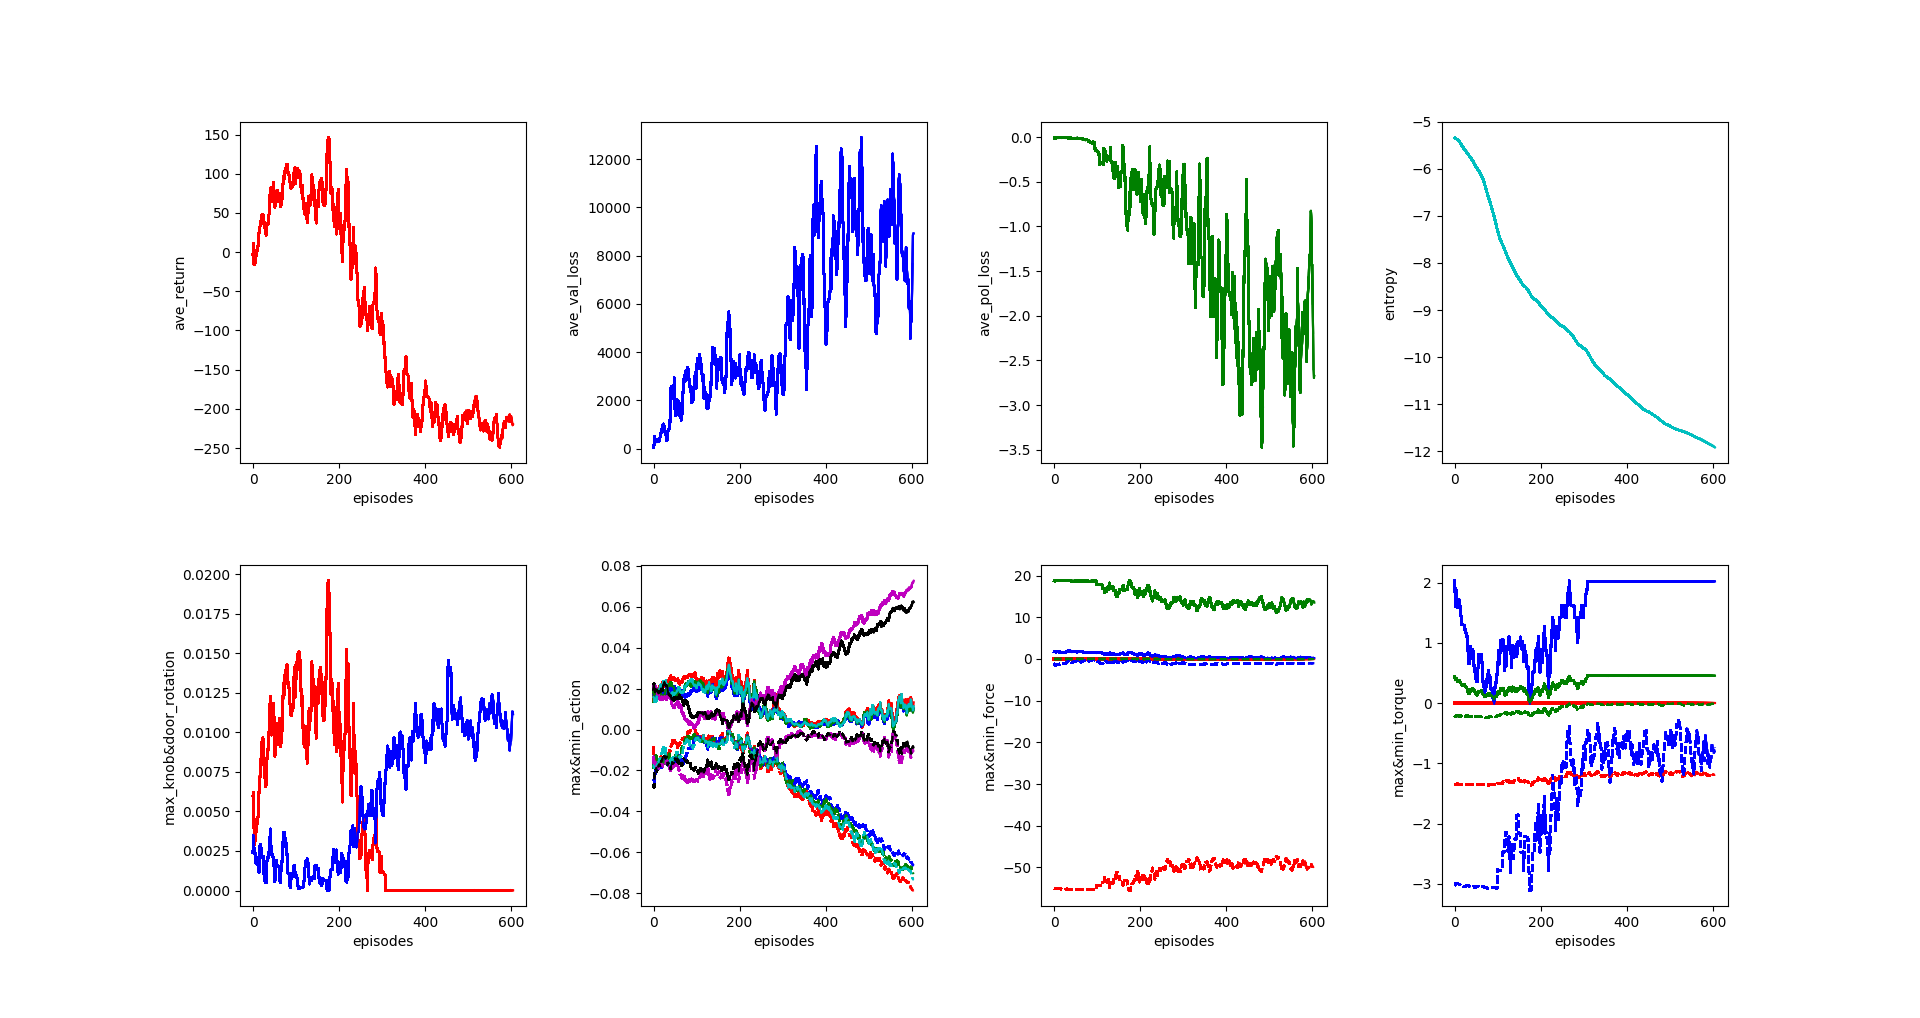 ave_return
150
100
50
0
−50
−100
−150
−200
−250
0 200 400 600
episodes
ave_val_loss
12000
10000
8000
6000
4000
2000
0
0 200 400 600
episodes
ave_pol_loss
0.0
−0.5
−1.0
−1.5
−2.0
−2.5
−3.0
−3.5
0 200 400 600
episodes
entropy
−5
−6
−7
−8
−9
−10
−11
−12
0 200 400 600
episodes
max_knob&door_rotation
0.0200
0.0175
0.0150
0.0125
0.0100
0.0075
0.0050
0.0025
0.0000
0 200 400 600
episodes
max&min_action
0.08
0.06
0.04
0.02
0.00
−0.02
−0.04
−0.06
−0.08
0 200 400 600
episodes
max&min_force
20
10
0
−10
−20
−30
−40
−50
0 200 400 600
episodes
max&min_torque
2
1
0
−1
−2
−3
0 200 400 600
episodes